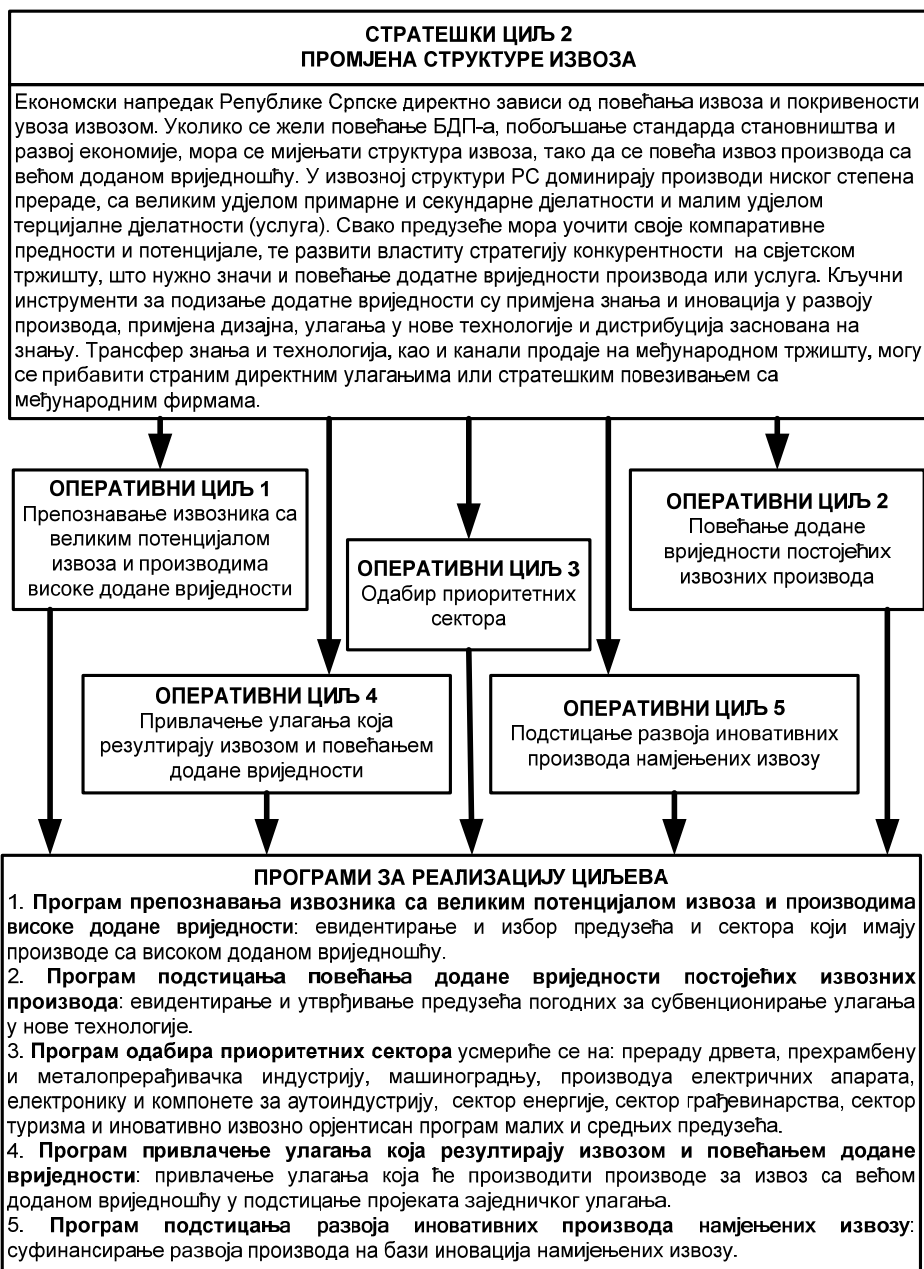 СТРАТЕШКИ ЦИЉ 2
ПРОМЈЕНА СТРУКТУРЕ ИЗВОЗА
Економски напредак Републике Српске директно зависи од повећања извоза и покривености
увоза извозом. Уколико се жели повећање БДП-а, побољшање стандарда становништва и
развој економије, мора се мијењати структура извоза, тако да се повећа извоз производа са
већом доданом вриједношћу. У извозној структури РС доминирају производи ниског степена
прераде, са великим удјелом примарне и секундарне дјелатности и малим удјелом
терцијалне дјелатности (услуга). Свако предузеће мора уочити своје компаративне
предности и потенцијале, те развити властиту стратегију конкурентности на свјетском
тржишту, што нужно значи и повећање додатне вриједности производа или услуга. Кључни
инструменти за подизање додатне вриједности су примјена знања и иновација у развоју
производа, примјена дизајна, улагања у нове технологије и дистрибуција заснована на
знању. Трансфер знања и технологија, као и канали продаје на међународном тржишту, могу
се прибавити страним директним улагањима или стратешким повезивањем са
међународним фирмама.
ОПЕРАТИВНИ ЦИЉ 1
Препознавање извозника са
великим потенцијалом
извоза и производима
високе додане вриједности
ОПЕРАТИВНИ ЦИЉ 2
Повећање додане
вриједности постојећих
извозних производа
ОПЕРАТИВНИ ЦИЉ 3
Одабир приоритетних
сектора
ОПЕРАТИВНИ ЦИЉ 4
Привлачење улагања која
резултирају извозом и повећањем
додане вриједности
ОПЕРАТИВНИ ЦИЉ 5
Подстицање развоја иновативних
производа намјењених извозу
ПРОГРАМИ ЗА РЕАЛИЗАЦИЈУ ЦИЉЕВА
1. Програм препознавања извозника са великим потенцијалом извоза и производима
високе додане вриједности: евидентирање и избор предузећа и сектора који имају
производе са високом доданом вриједношћу.
2. Програм подстицања повећања додане вриједности постојећих извозних
производа: евидентирање и утврђивање предузећа погодних за субвенционирање улагања
у нове технологије.
3. Програм одабира приоритетних сектора усмериће се на: прераду дрвета, прехрамбену
и металопрерађивачка индустрију, машиноградњу, производуа електричних апарата,
електронику и компонете за аутоиндустрију, сектор енергије, сектор грађевинарства, сектор
туризма и иновативно извозно орјентисан програм малих и средњих предузећа.
4. Програм привлачење улагања која резултирају извозом и повећањем додане
вриједности: привлачење улагања која ће производити производе за извоз са већом
доданом вриједношћу у подстицање пројеката заједничког улагања.
5. Програм подстицања развоја иновативних производа намјењених извозу:
суфинансирање развоја производа на бази иновација намијењених извозу.